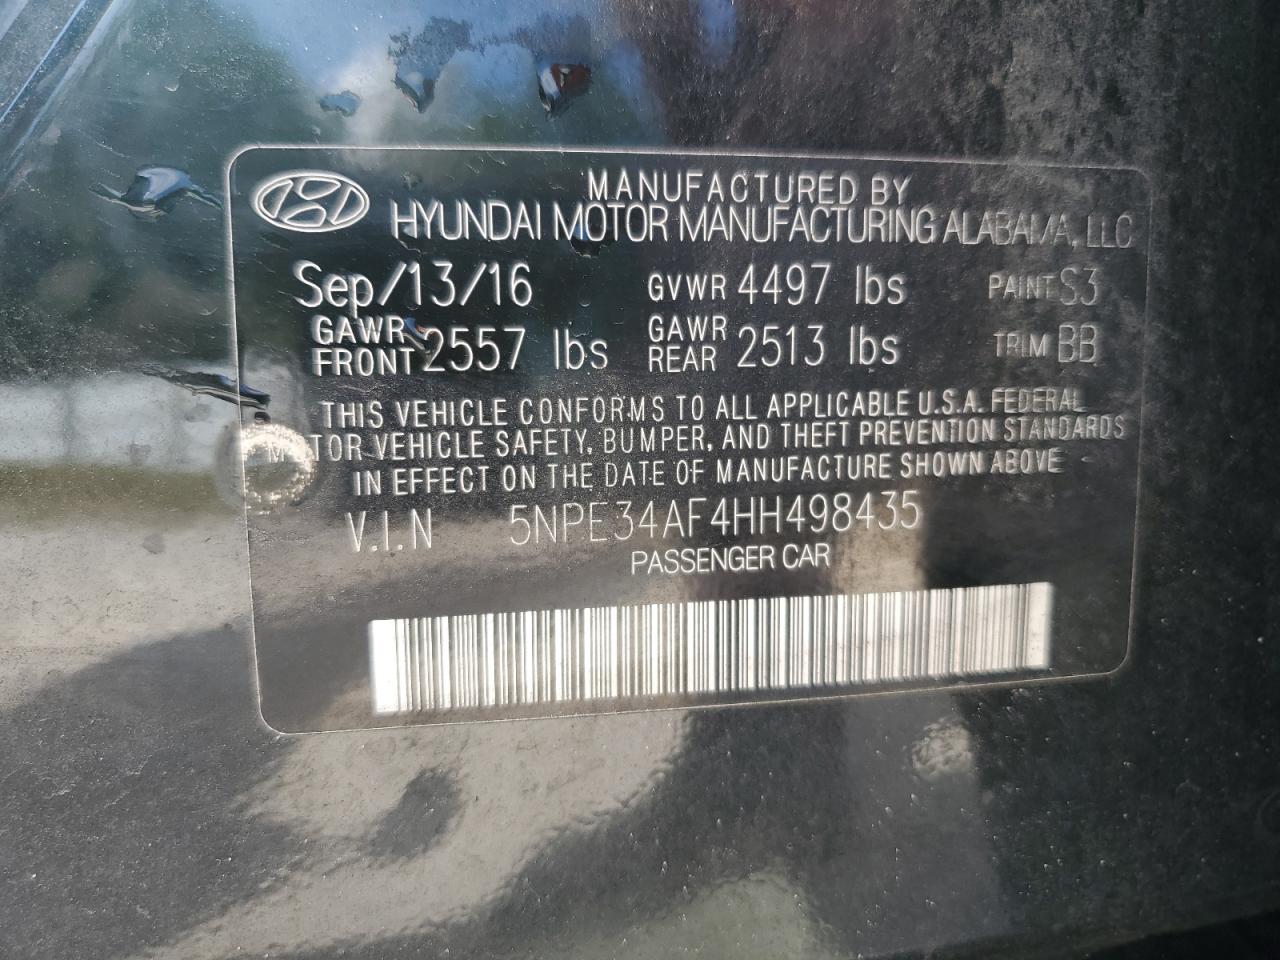 MANUFACTURED BY
HYUNDAI MOTOR MANUFACTURING ALABAMA, LLC
Sep/13/16 GVWR 4497 lbs PAINT S3
GAWR FRONT 2557 lbs GAWR REAR 2513 lbs TRIM BB
THIS VEHICLE CONFORMS TO ALL APPLICABLE U.S.A. FEDERAL
MOTOR VEHICLE SAFETY, BUMPER, AND THEFT PREVENTION STANDARDS
IN EFFECT ON THE DATE OF MANUFACTURE SHOWN ABOVE
V.I.N 5NPE34AF4HH498435
PASSENGER CAR